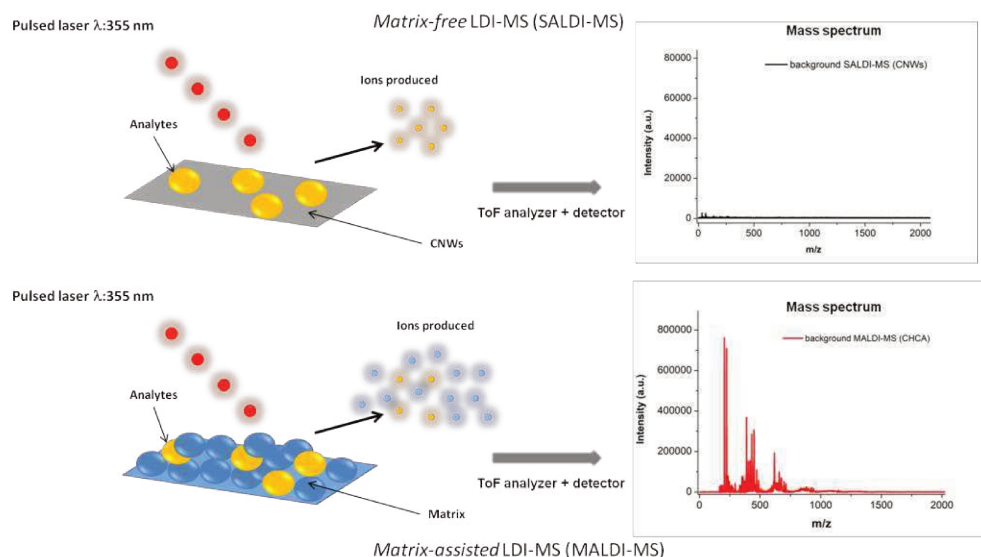 Matrix-free LDI-MS (SALDI-MS)
Pulsed laser λ:355 nm
Ions produced
Analytes
CNWs
ToF analyzer + detector
Mass spectrum
background SALDI-MS (CNWs)
Intensity (a.u.)
80000
60000
40000
20000
0
0 500 1000 1500 2000
m/z
Pulsed laser λ:355 nm
Ions produced
Analytes
Matrix
ToF analyzer + detector
Mass spectrum
background MALDI-MS (CHCA)
Intensity (a.u.)
800000
600000
400000
200000
0
0 500 1000 1500 2000
m/z
Matrix-assisted LDI-MS (MALDI-MS)